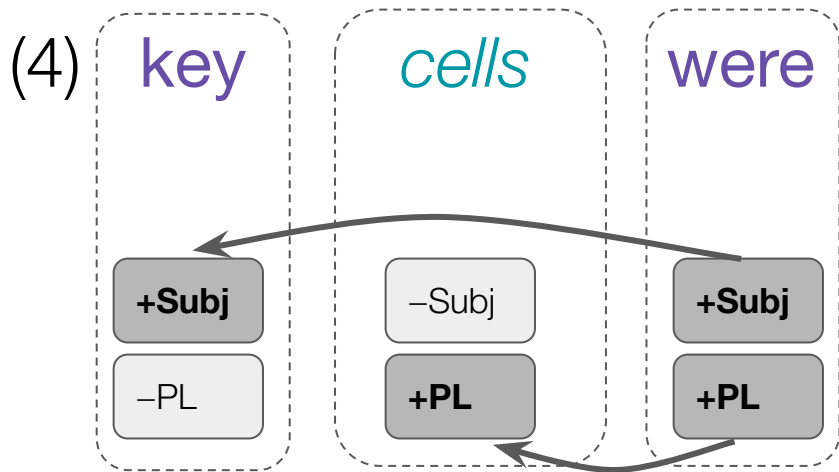 (4) key cells were
+Subj –Subj +Subj
–PL +PL +PL